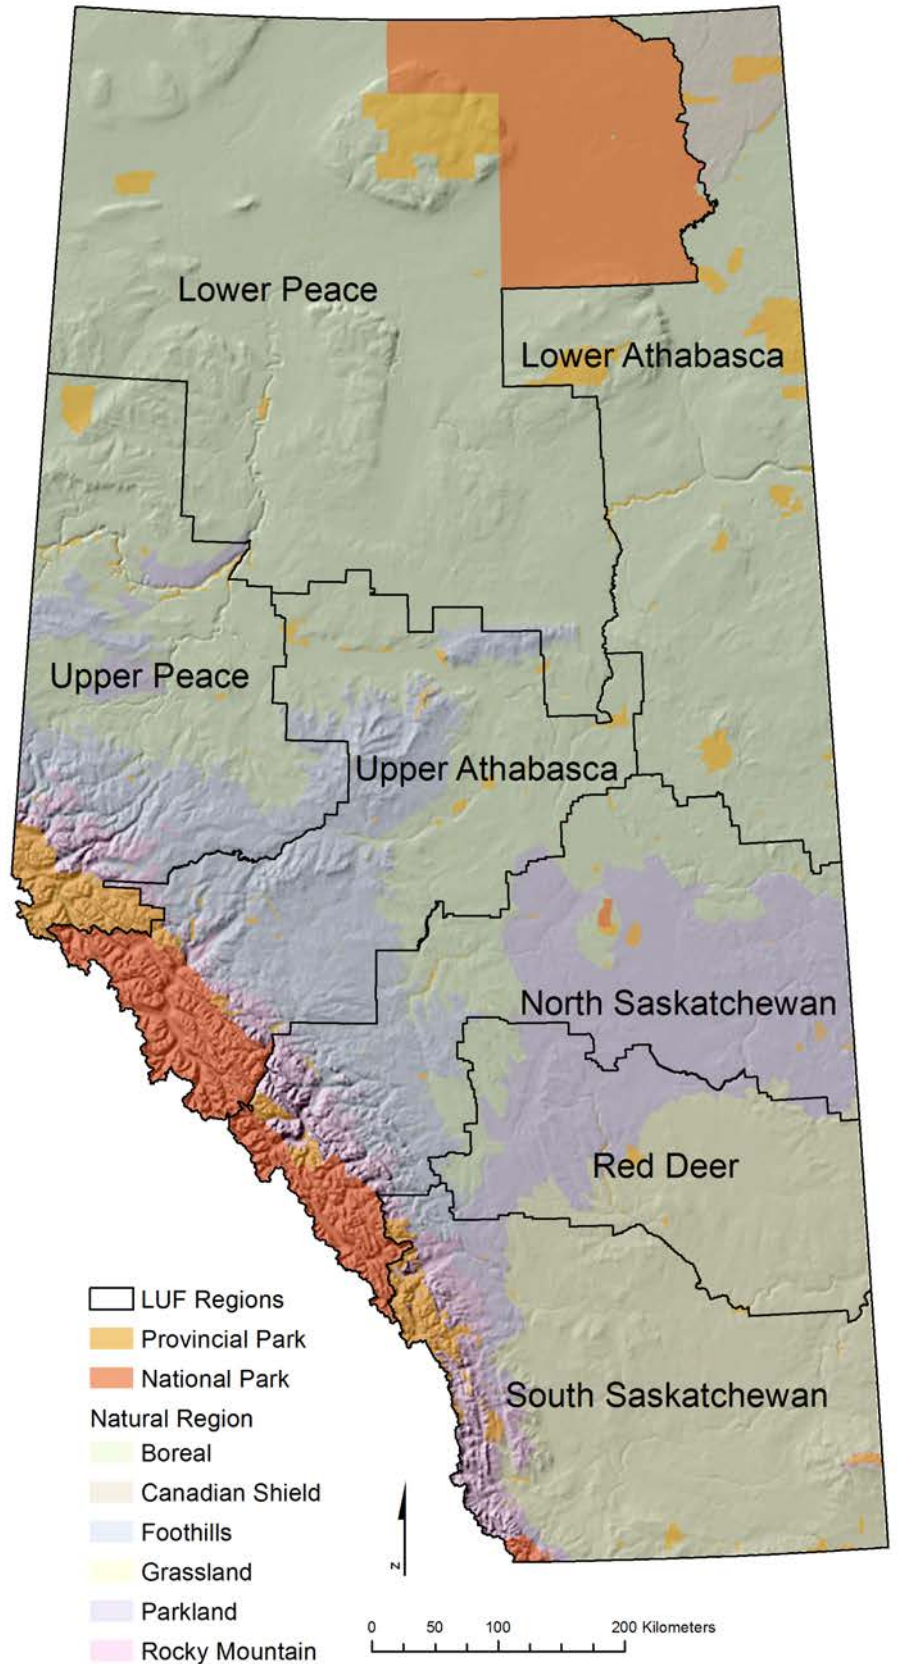 Lower Peace
Lower Athabasca
Upper Peace
Upper Athabasca
North Saskatchewan
Red Deer
South Saskatchewan
LUF Regions
Provincial Park
National Park
Natural Region
Boreal
Canadian Shield
Foothills
Grassland
Parkland
Rocky Mountain
N
0 50 100 200 Kilometers